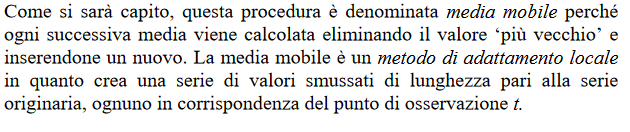 Come si sarà capito, questa procedura è denominata media mobile perché
ogni successiva media viene calcolata eliminando il valore ‘più vecchio’ e
inserendone un nuovo. La media mobile è un metodo di adattamento locale
in quanto crea una serie di valori smussati di lunghezza pari alla serie
originaria, ognuno in corrispondenza del punto di osservazione t.